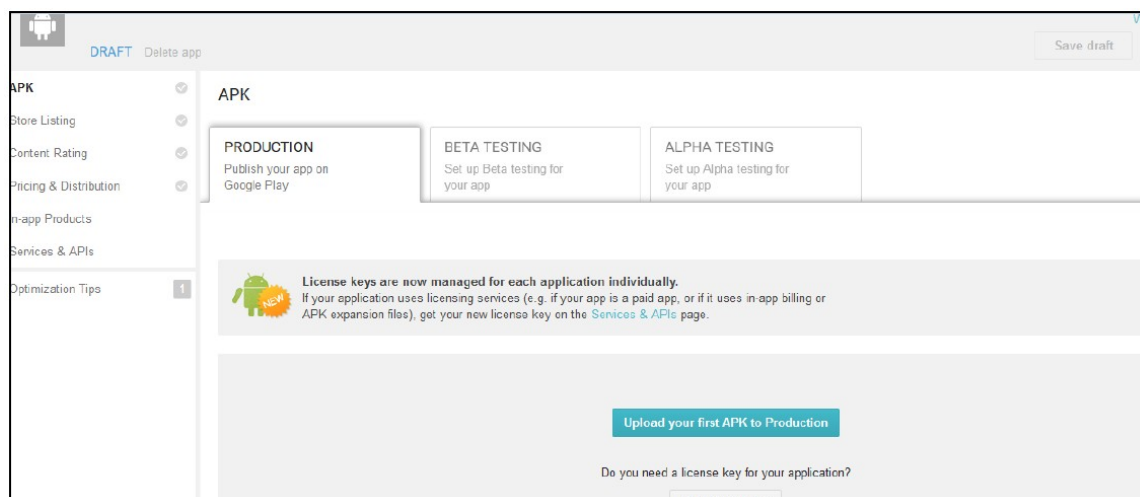 DRAFT Delete app
Save draft
APK
Store Listing
Content Rating
Pricing & Distribution
n-app Products
Services & APIs
Optimization Tips 1
APK
PRODUCTION
Publish your app on
Google Play
BETA TESTING
Set up Beta testing for
your app
ALPHA TESTING
Set up Alpha testing for
your app
NEW
License keys are now managed for each application individually.
If your application uses licensing services (e.g. if your app is a paid app, or if it uses in-app billing or
APK expansion files), get your new license key on the Services & APIs page.
Upload your first APK to Production
Do you need a license key for your application?